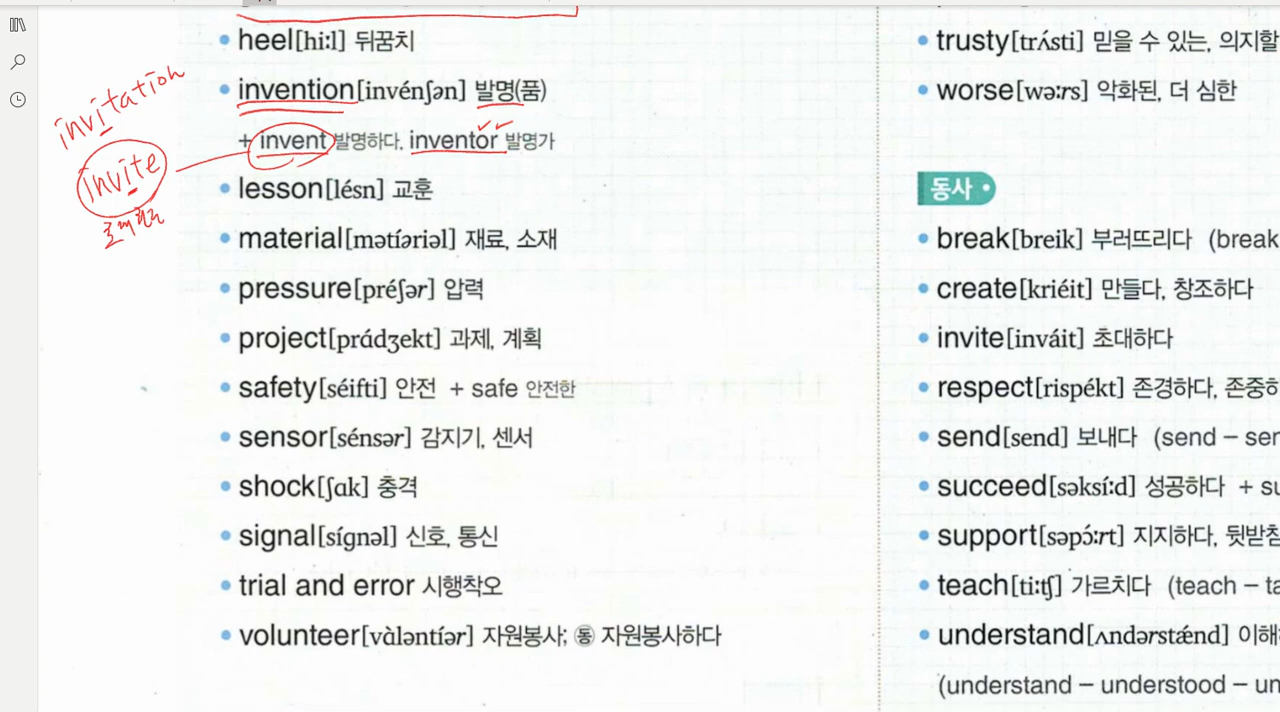 heel[hiːl] 뒤꿈치
invention[invénʃən] 발명(품)
+ invent 발명하다, inventor 발명가
invitation
invite
lesson[lésn] 교훈
material[mətíəriəl] 재료, 소재
pressure[préʃər] 압력
project[prádʒekt] 과제, 계획
safety[séifti] 안전 + safe 안전한
sensor[sénsər] 감지기, 센서
shock[ʃɑk] 충격
signal[sígnəl] 신호, 통신
trial and error 시행착오
volunteer[vàləntíər] 자원봉사; 동 자원봉사하다
trusty[trʌ́sti] 믿을 수 있는, 의지할
worse[wəːrs] 악화된, 더 심한
동사
break[breik] 부러뜨리다 (break
create[kriéit] 만들다, 창조하다
invite[inváit] 초대하다
respect[rispékt] 존경하다, 존중하
send[send] 보내다 (send – ser
succeed[səksíːd] 성공하다 + su
support[səpɔ́ːrt] 지지하다, 뒷받침
teach[tiːtʃ] 가르치다 (teach – ta
understand[ʌndərstǽnd] 이해
(understand – understood – un